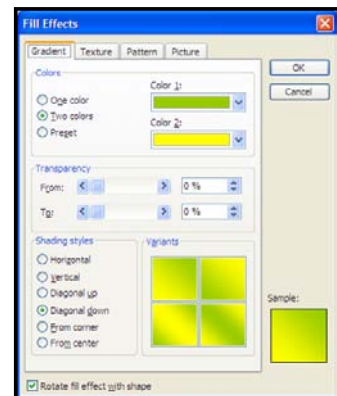 Fill Effects
Gradient Texture Pattern Picture
Colors
One color
Two colors
Preset
Color 1:
Color 2:
OK
Cancel
Transparency
From: 0 %
To: 0 %
Shading styles
Horizontal
Vertical
Diagonal up
Diagonal down
From corner
From center
Variants
Sample:
Rotate fill effect with shape